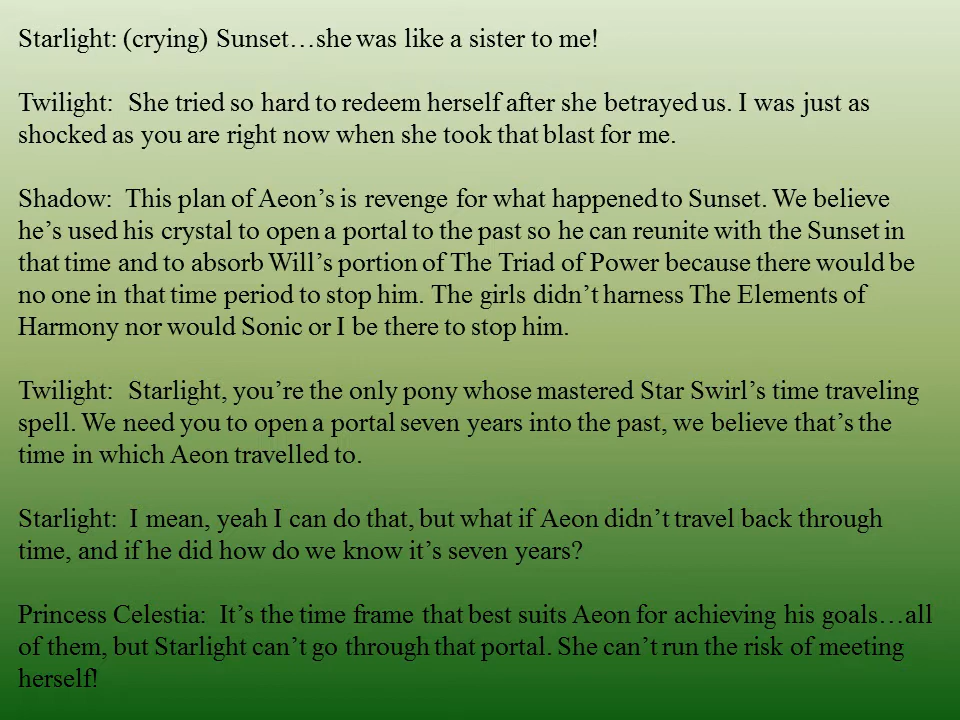 Starlight: (crying) Sunset…she was like a sister to me!
Twilight:  She tried so hard to redeem herself after she betrayed us. I was just as
shocked as you are right now when she took that blast for me.
Shadow:  This plan of Aeon’s is revenge for what happened to Sunset. We believe
he’s used his crystal to open a portal to the past so he can reunite with the Sunset in
that time and to absorb Will’s portion of The Triad of Power because there would be
no one in that time period to stop him. The girls didn’t harness The Elements of
Harmony nor would Sonic or I be there to stop him.
Twilight:  Starlight, you’re the only pony whose mastered Star Swirl’s time traveling
spell. We need you to open a portal seven years into the past, we believe that’s the
time in which Aeon travelled to.
Starlight:  I mean, yeah I can do that, but what if Aeon didn’t travel back through
time, and if he did how do we know it’s seven years?
Princess Celestia:  It’s the time frame that best suits Aeon for achieving his goals…all
of them, but Starlight can’t go through that portal. She can’t run the risk of meeting
herself!